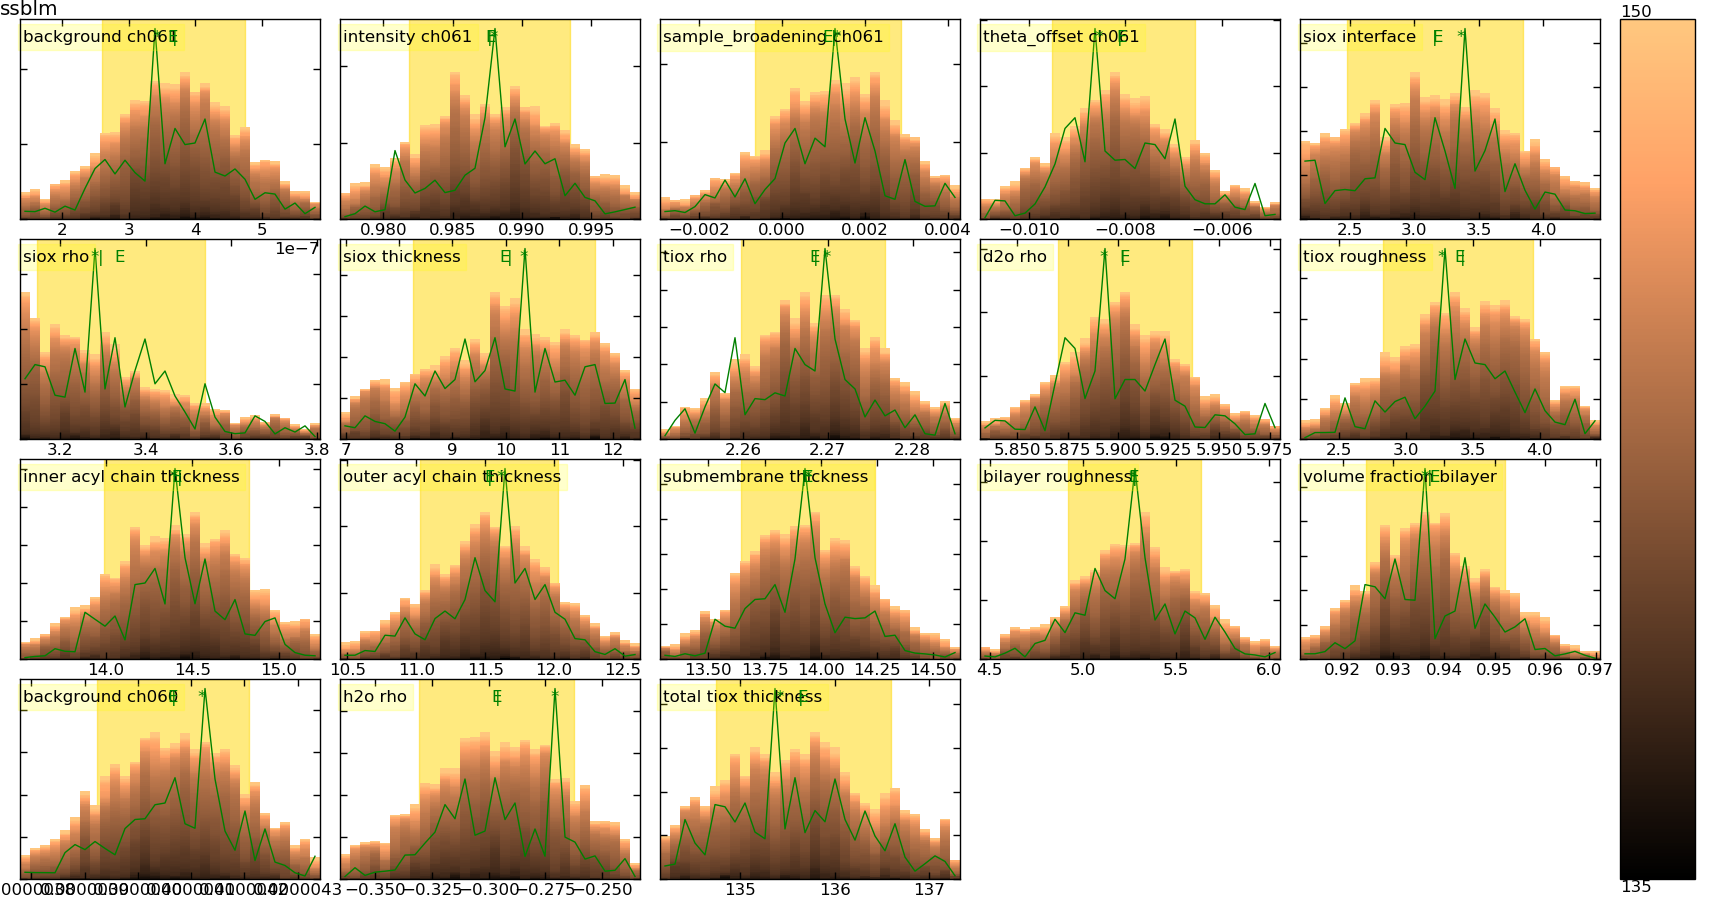 ssblm
150
background ch061 * E
intensity ch061 E *
sample_broadening ch061 E *
theta_offset ch061 * E
siox interface E *
2 3 4 5
0.980 0.985 0.990 0.995
−0.002 0.000 0.002 0.004
−0.010 −0.008 −0.006
2.5 3.0 3.5 4.0
siox rho * | E 1e−7
siox thickness E| *
tiox rho E *
d2o rho * E
tiox roughness * E
3.2 3.4 3.6 3.8
7 8 9 10 11 12
2.26 2.27 2.28
5.850 5.875 5.900 5.925 5.950 5.975
2.5 3.0 3.5 4.0
inner acyl chain thickness
outer acyl chain thickness
submembrane thickness
bilayer roughness
volume fraction bilayer E
14.0 14.5 15.0
10.5 11.0 11.5 12.0 12.5
13.50 13.75 14.00 14.25 14.50
4.5 5.0 5.5 6.0
0.92 0.93 0.94 0.95 0.96 0.97
background ch060 E *
h2o rho E *
total tiox thickness * E
−0.350 −0.325 −0.300 −0.275 −0.250
135 136 137
135